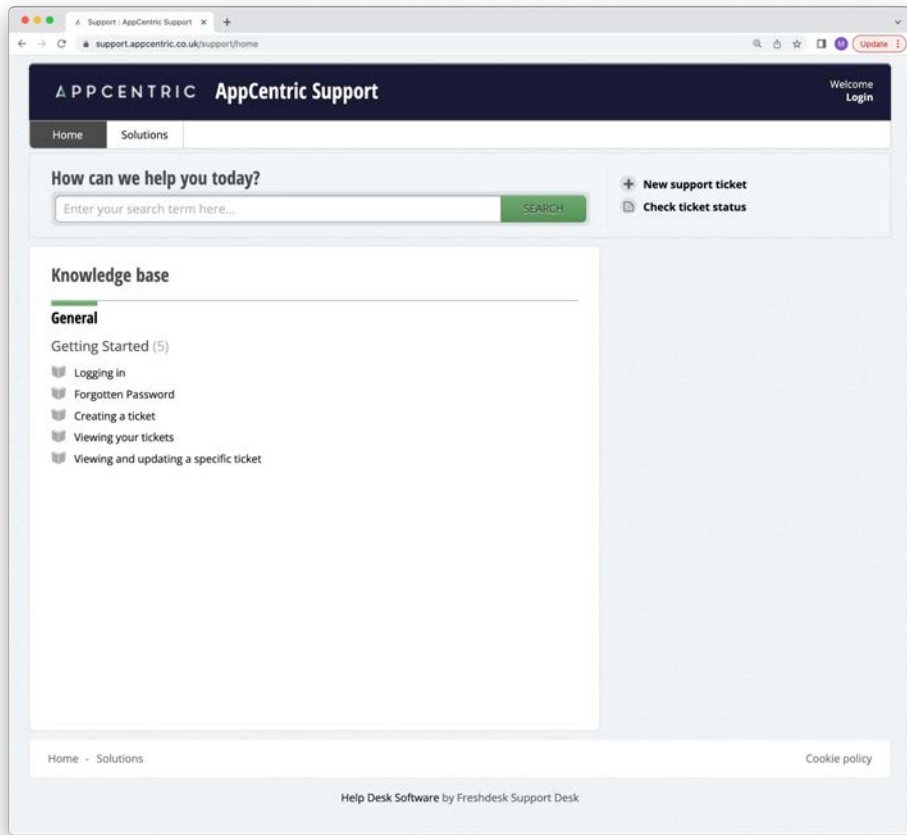 Support : AppCentric Support
support.appcentric.co.uk/support/home
Update
APPCENTRIC AppCentric Support
Welcome
Login
Home Solutions
How can we help you today?
Enter your search term here...
SEARCH
New support ticket
Check ticket status
Knowledge base
General
Getting Started (5)
Logging in
Forgotten Password
Creating a ticket
Viewing your tickets
Viewing and updating a specific ticket
Home - Solutions
Cookie policy
Help Desk Software by Freshdesk Support Desk